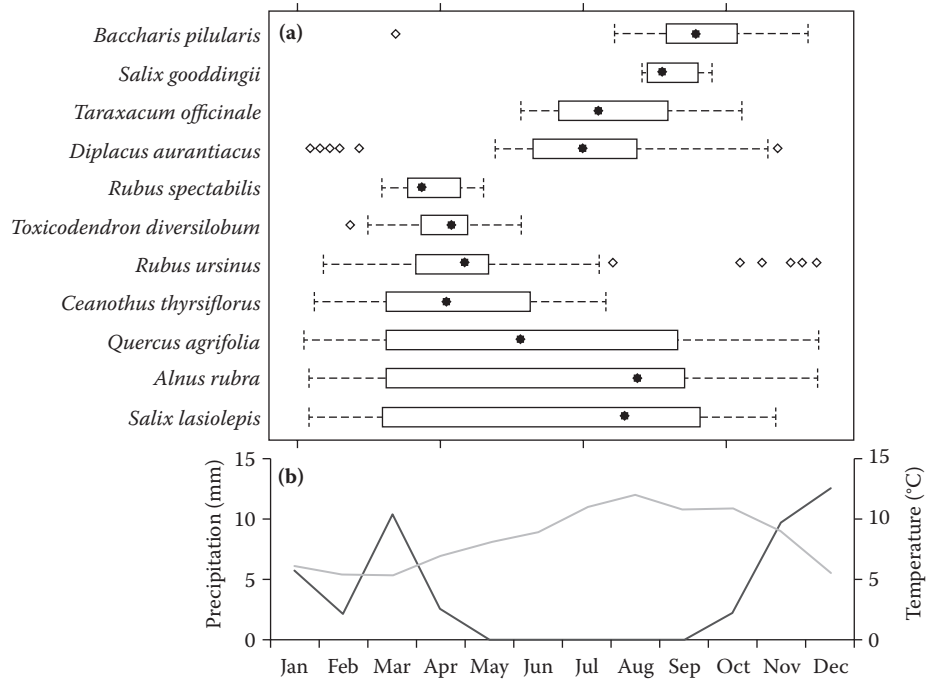 (a)
Baccharis pilularis
Salix gooddingii
Taraxacum officinale
Diplacus aurantiacus
Rubus spectabilis
Toxicodendron diversilobum
Rubus ursinus
Ceanothus thyrsiflorus
Quercus agrifolia
Alnus rubra
Salix lasiolepis
(b)
Precipitation (mm)
15
10
5
0
15
10
5
0
Temperature (°C)
Jan Feb Mar Apr May Jun Jul Aug Sep Oct Nov Dec